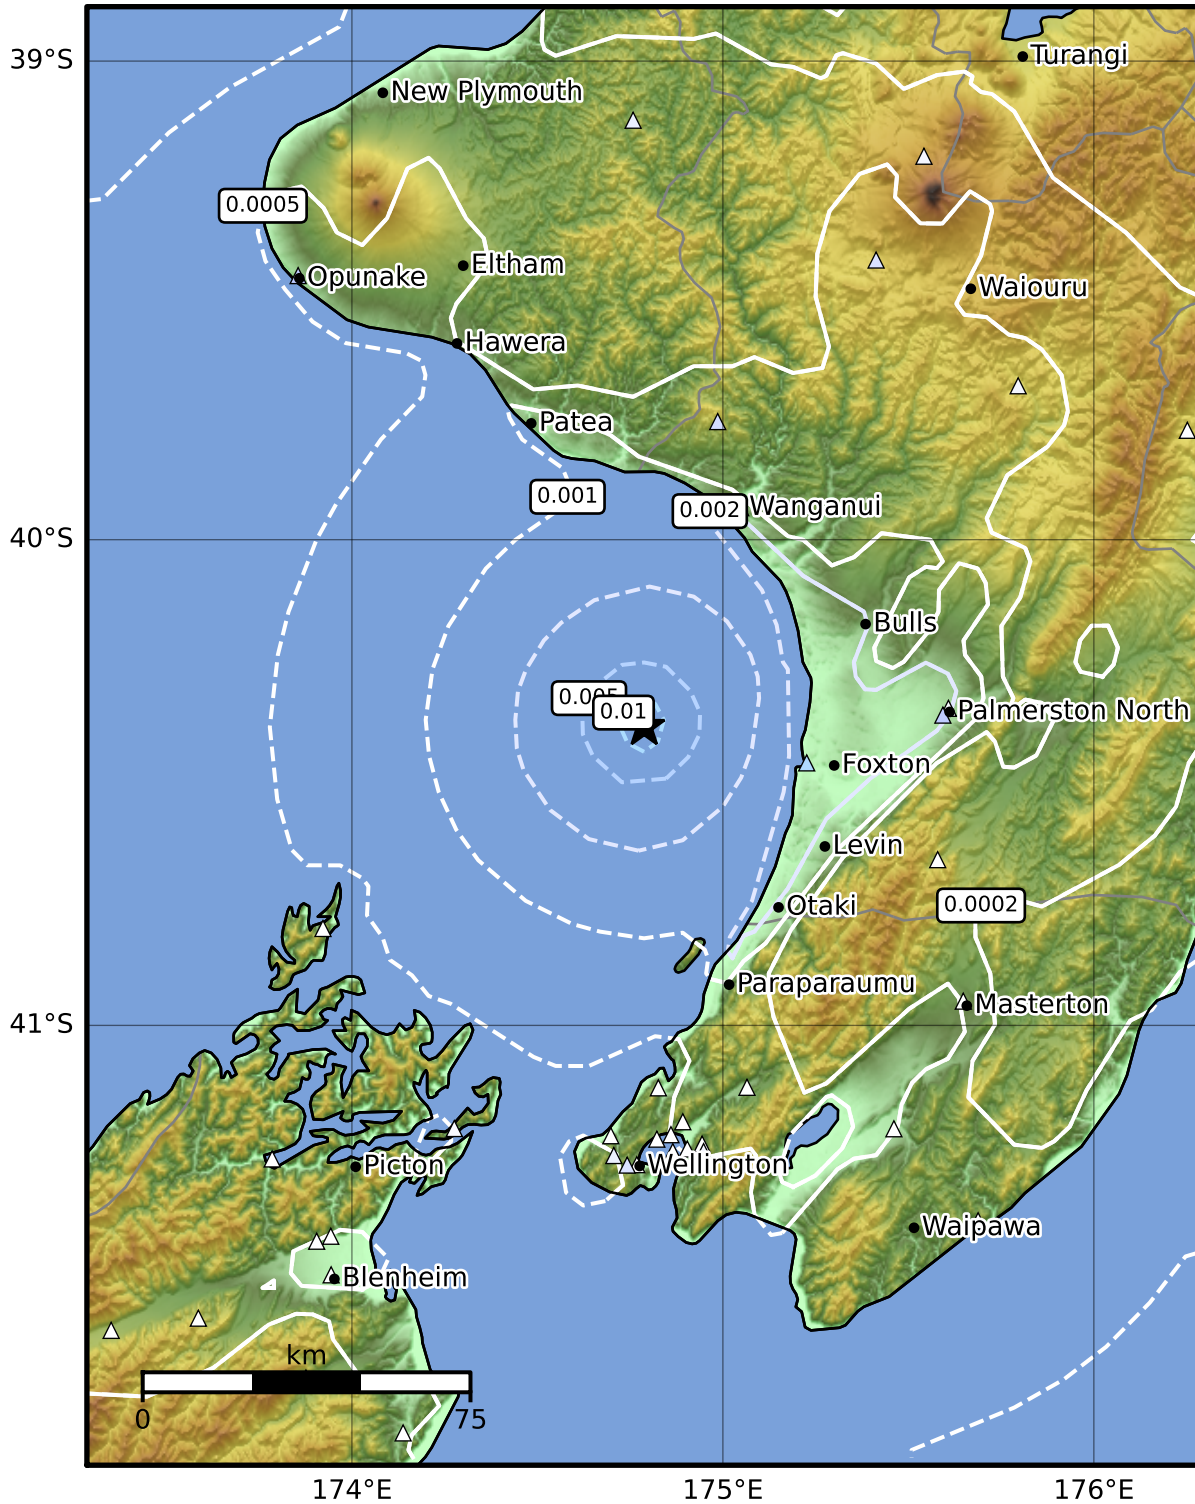 39°S
Turangi
New Plymouth
0.0005
Opunake
Eltham
Waiouru
Hawera
Patea
0.001
0.002
Wanganui
40°S
Bulls
0.005
0.01
Palmerston North
Foxton
Levin
Otaki
0.0002
Paraparaumu
Masterton
41°S
Picton
Wellington
Waipawa
Blenheim
km
0
75
174°E
175°E
176°E